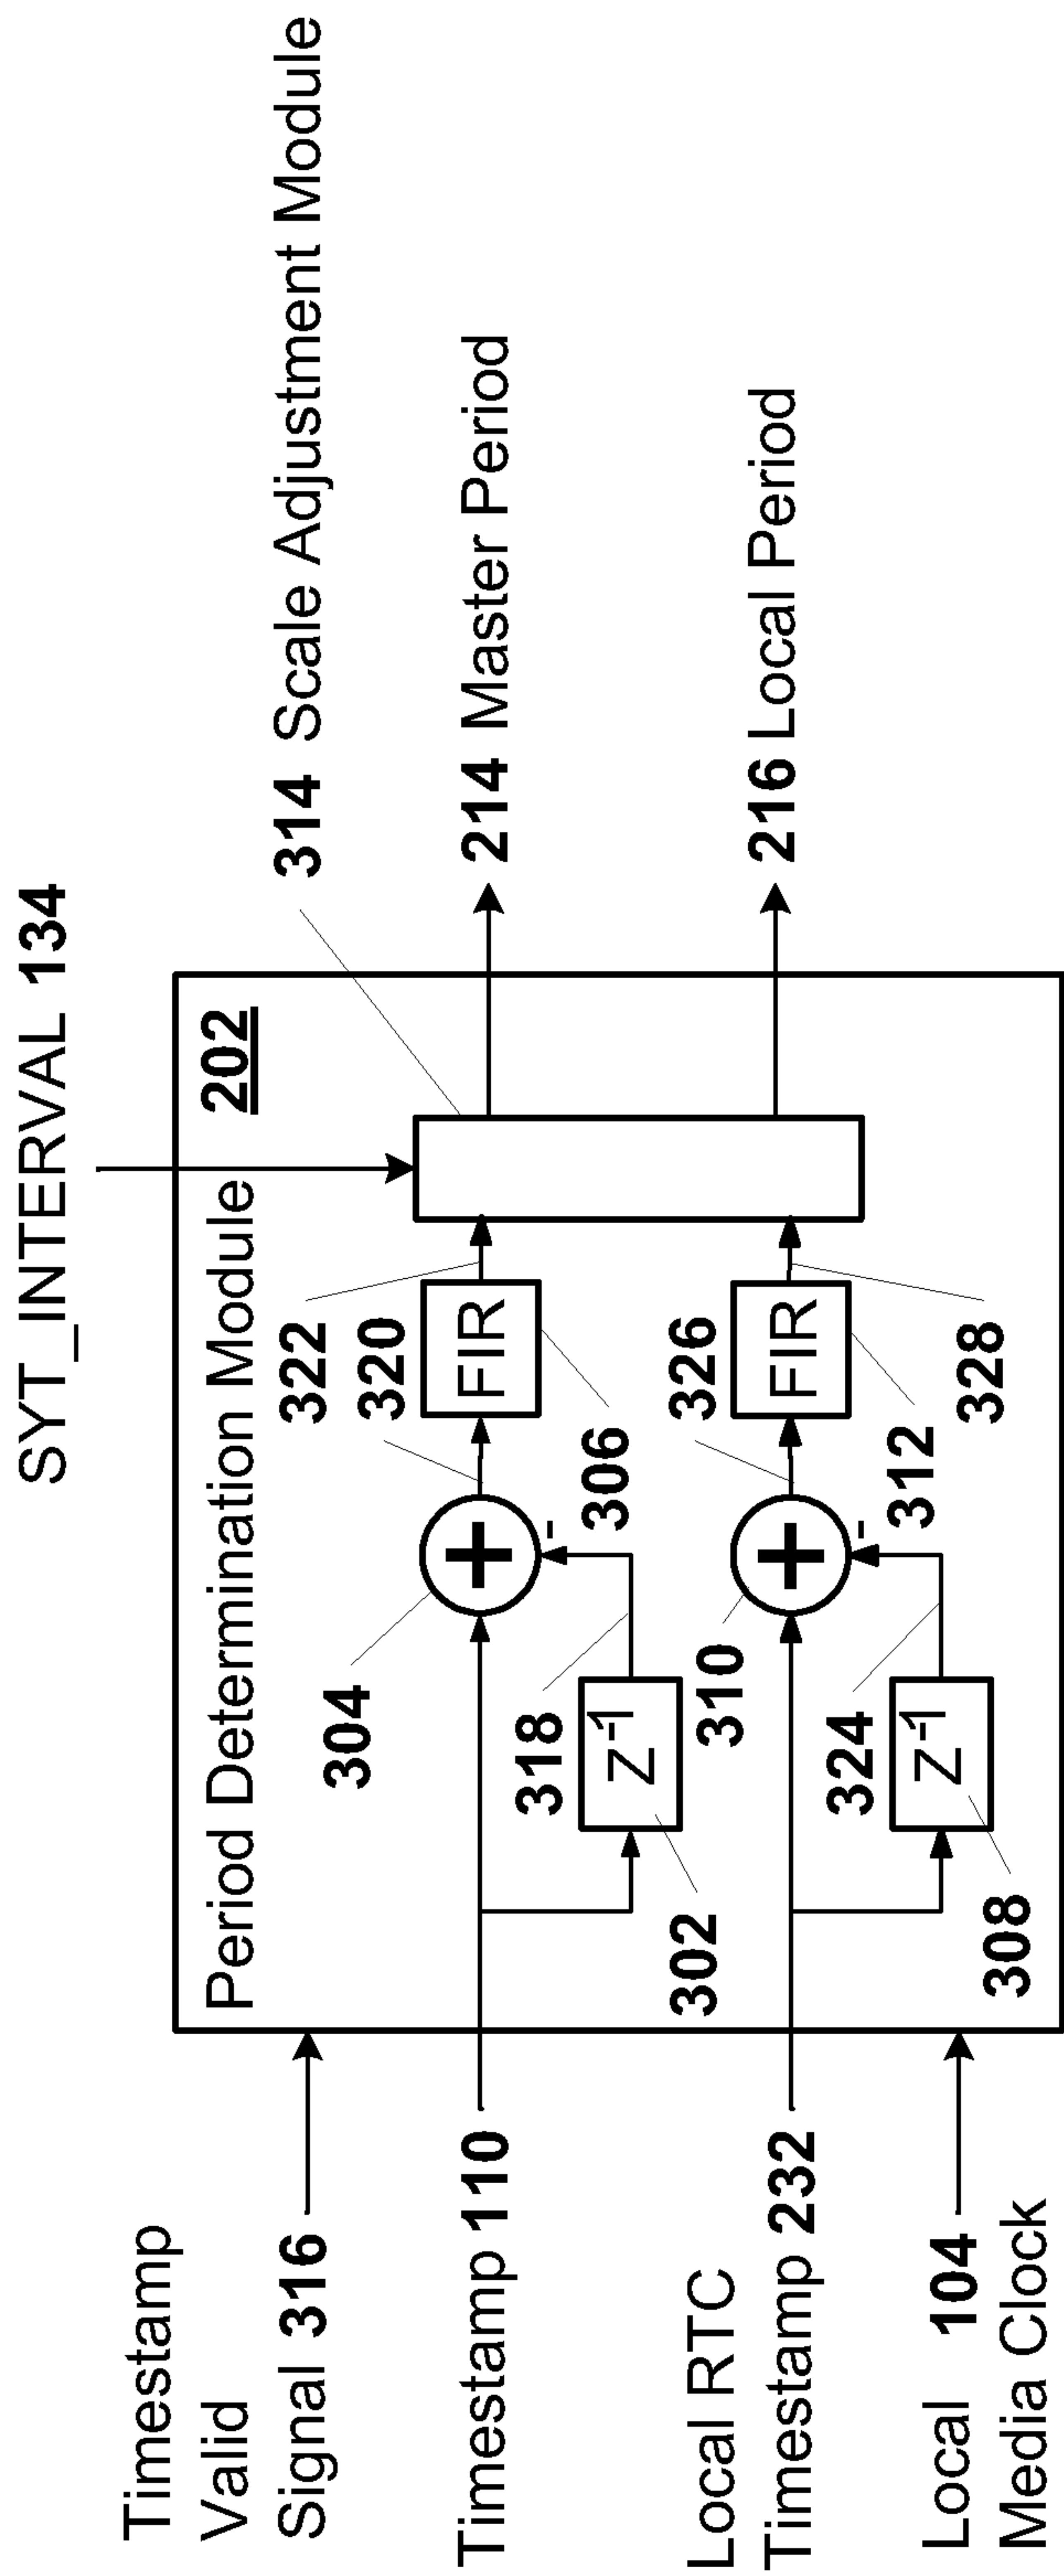 SYT_INTERVAL 134
Timestamp
Valid
Signal 316
Period Determination Module
202
314 Scale Adjustment Module
322
320
304
Timestamp 110
+
-
FIR
214 Master Period
318
306
Z-1
302
Local RTC
Timestamp 232
326
310
+
-
FIR
216 Local Period
324
312
328
Z-1
308
Local 104
Media Clock